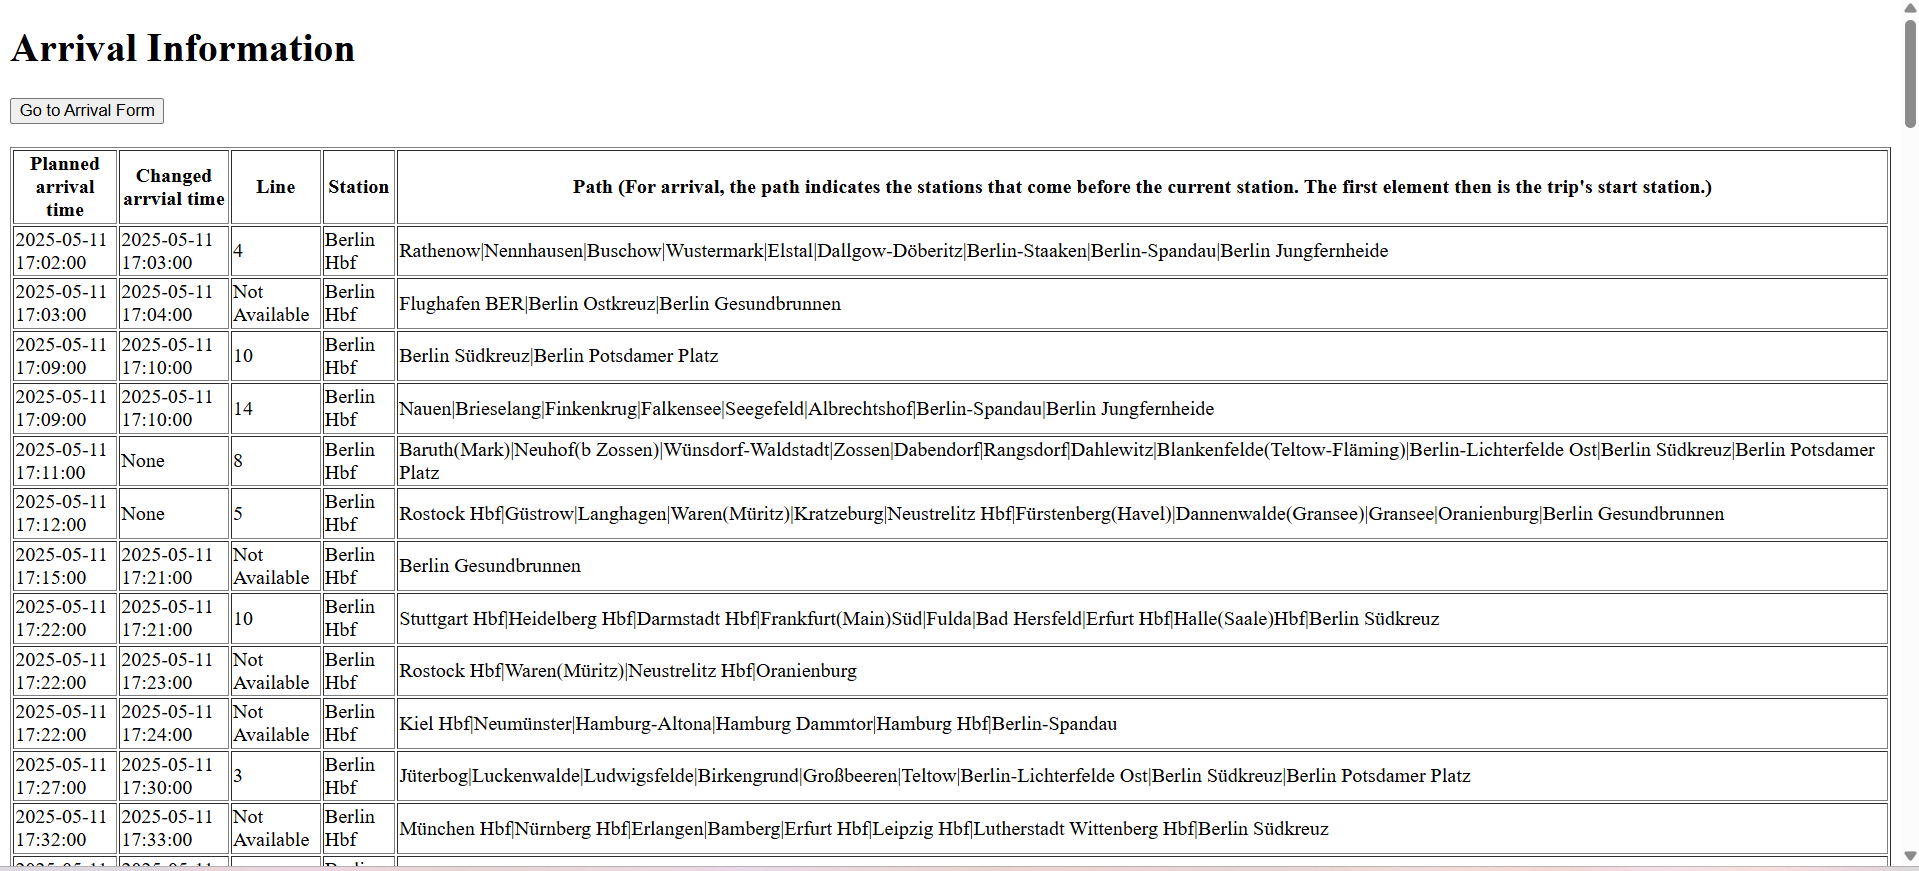 Arrival Information
Go to Arrival Form
Planned arrival time | Changed arrvial time | Line | Station | Path (For arrival, the path indicates the stations that come before the current station. The first element then is the trip's start station.)
2025-05-11 17:02:00 | 2025-05-11 17:03:00 | 4 | Berlin Hbf | Rathenow|Nennhausen|Buschow|Wustermark|Elstal|Dallgow-Döberitz|Berlin-Staaken|Berlin-Spandau|Berlin Jungfernheide
2025-05-11 17:03:00 | 2025-05-11 17:04:00 | Not Available | Berlin Hbf | Flughafen BER|Berlin Ostkreuz|Berlin Gesundbrunnen
2025-05-11 17:09:00 | 2025-05-11 17:10:00 | 10 | Berlin Hbf | Berlin Südkreuz|Berlin Potsdamer Platz
2025-05-11 17:09:00 | 2025-05-11 17:10:00 | 14 | Berlin Hbf | Nauen|Brieselang|Finkenkrug|Falkensee|Seegefeld|Albrechtshof|Berlin-Spandau|Berlin Jungfernheide
2025-05-11 17:11:00 | None | 8 | Berlin Hbf | Baruth(Mark)|Neuhof(b Zossen)|Wünsdorf-Waldstadt|Zossen|Dabendorf|Rangsdorf|Dahlewitz|Blankenfelde(Teltow-Fläming)|Berlin-Lichterfelde Ost|Berlin Südkreuz|Berlin Potsdamer Platz
2025-05-11 17:12:00 | None | 5 | Berlin Hbf | Rostock Hbf|Güstrow|Langhagen|Waren(Müritz)|Kratzeburg|Neustrelitz Hbf|Fürstenberg(Havel)|Dannenwalde(Gransee)|Gransee|Oranienburg|Berlin Gesundbrunnen
2025-05-11 17:15:00 | 2025-05-11 17:21:00 | Not Available | Berlin Hbf | Berlin Gesundbrunnen
2025-05-11 17:22:00 | 2025-05-11 17:21:00 | 10 | Berlin Hbf | Stuttgart Hbf|Heidelberg Hbf|Darmstadt Hbf|Frankfurt(Main)Süd|Fulda|Bad Hersfeld|Erfurt Hbf|Halle(Saale)Hbf|Berlin Südkreuz
2025-05-11 17:22:00 | 2025-05-11 17:23:00 | Not Available | Berlin Hbf | Rostock Hbf|Waren(Müritz)|Neustrelitz Hbf|Oranienburg
2025-05-11 17:22:00 | 2025-05-11 17:24:00 | Not Available | Berlin Hbf | Kiel Hbf|Neumünster|Hamburg-Altona|Hamburg Dammtor|Hamburg Hbf|Berlin-Spandau
2025-05-11 17:27:00 | 2025-05-11 17:30:00 | 3 | Berlin Hbf | Jüterbog|Luckenwalde|Ludwigsfelde|Birkengrund|Großbeeren|Teltow|Berlin-Lichterfelde Ost|Berlin Südkreuz|Berlin Potsdamer Platz
2025-05-11 17:32:00 | 2025-05-11 17:33:00 | Not Available | Berlin Hbf | München Hbf|Nürnberg Hbf|Erlangen|Bamberg|Erfurt Hbf|Leipzig Hbf|Lutherstadt Wittenberg Hbf|Berlin Südkreuz